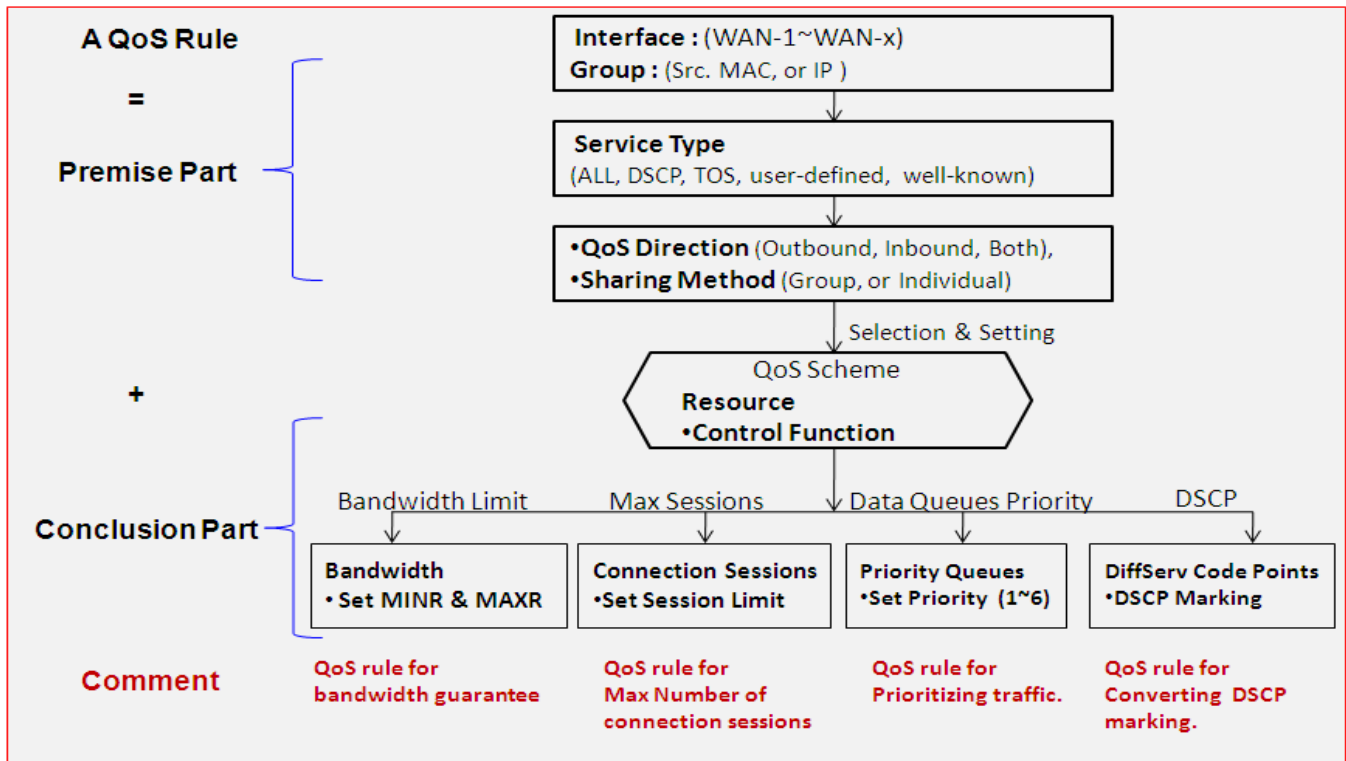 A QoS Rule
=
Premise Part
+
Conclusion Part
Comment
Interface : (WAN-1~WAN-x)
Group : (Src. MAC, or IP )
Service Type
(ALL, DSCP, TOS, user-defined, well-known)
•QoS Direction (Outbound, Inbound, Both),
•Sharing Method (Group, or Individual)
Selection & Setting
QoS Scheme
Resource
•Control Function
Bandwidth Limit
Max Sessions
Data Queues Priority
DSCP
Bandwidth
• Set MINR & MAXR
Connection Sessions
•Set Session Limit
Priority Queues
•Set Priority (1~6)
DiffServ Code Points
•DSCP Marking
QoS rule for
bandwidth guarantee
QoS rule for
Max Number of
connection sessions
QoS rule for
Prioritizing traffic.
QoS rule for
Converting DSCP
marking.